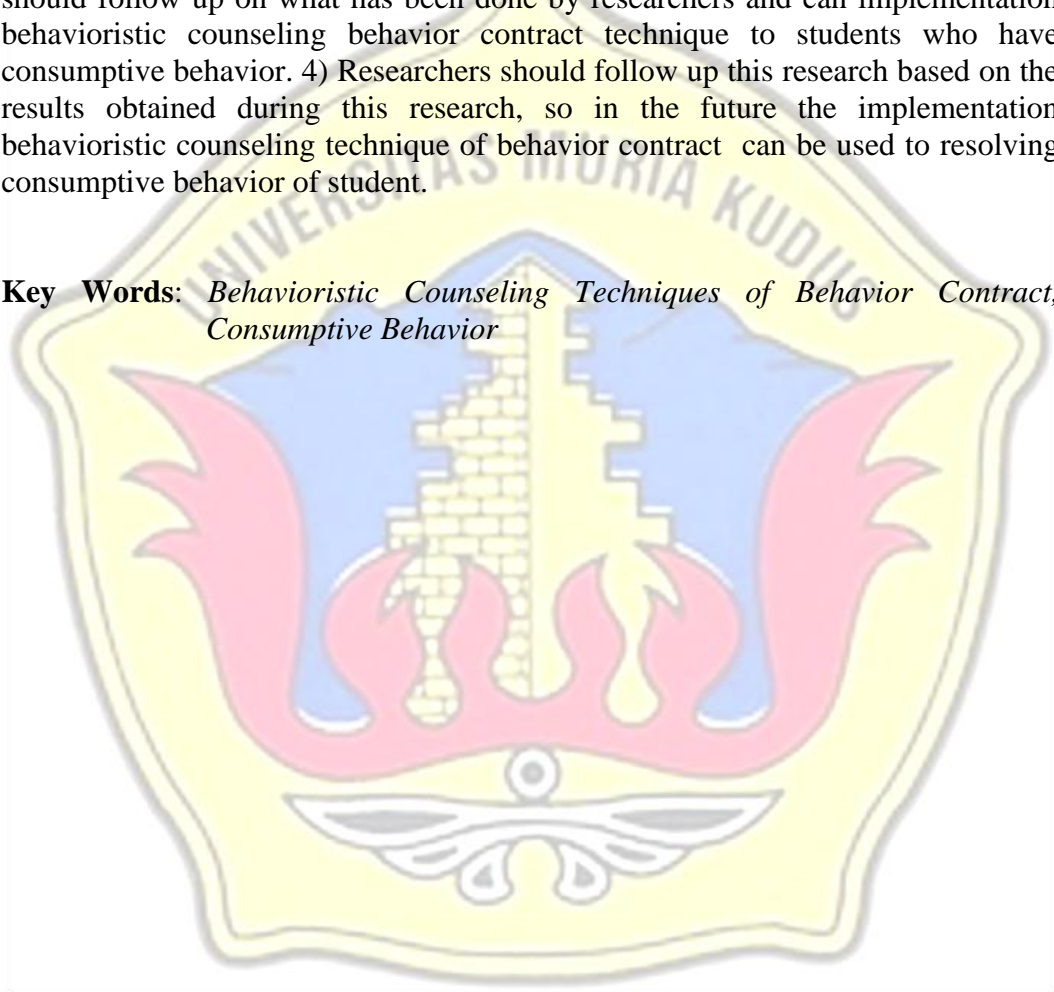 should follow up on what has been done by researchers and can implementation
behavioristic counseling behavior contract technique to students who have
consumptive behavior. 4) Researchers should follow up this research based on the
results obtained during this research, so in the future the implementation
behavioristic counseling technique of behavior contract can be used to resolving
consumptive behavior of student.
UNIVERSITAS MURIA KUDUS
Key Words: Behavioristic Counseling Techniques of Behavior Contract,
Consumptive Behavior